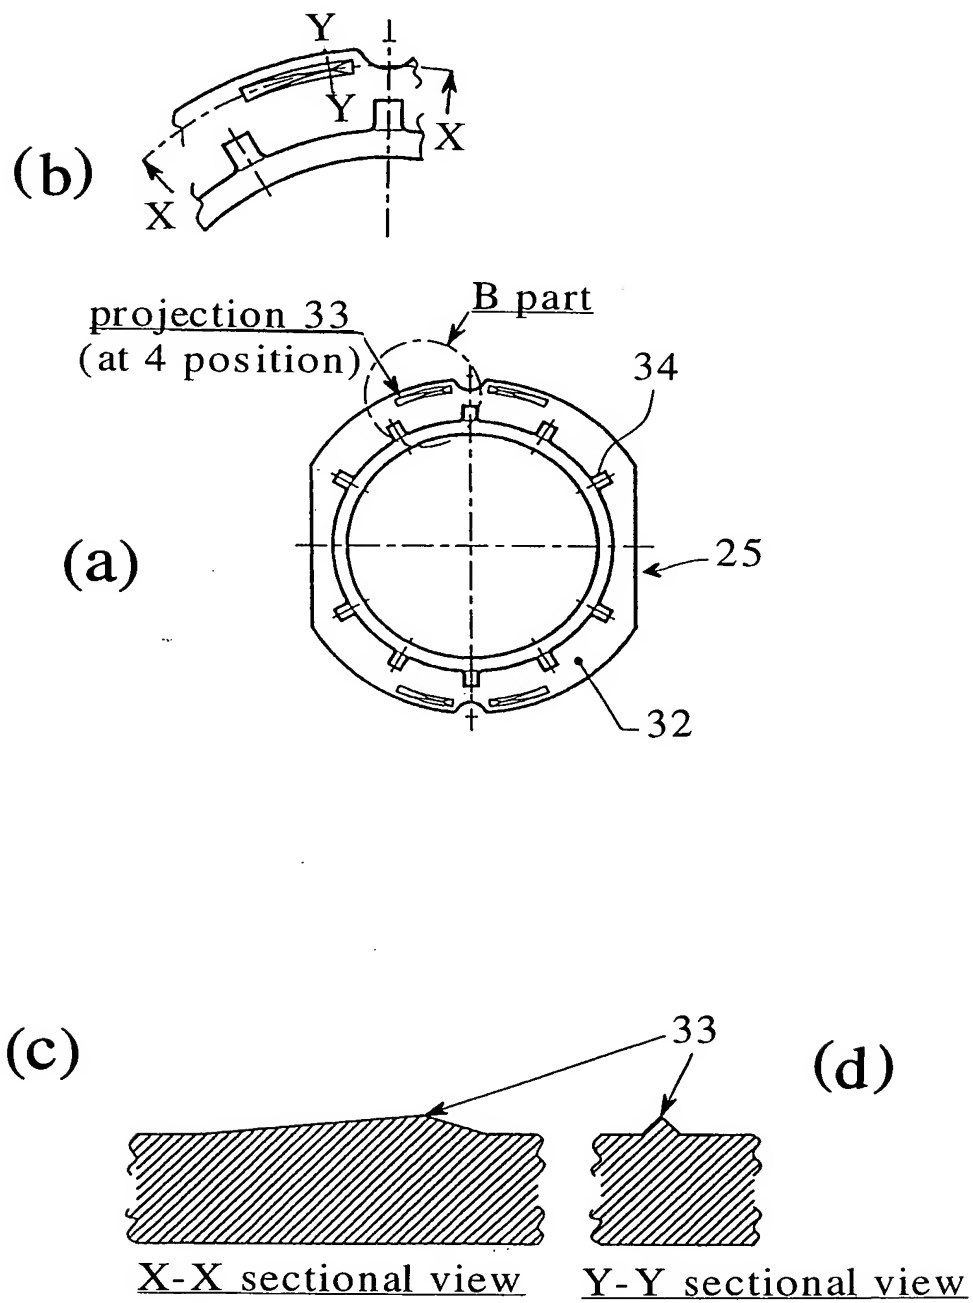 Y
Y
X
X
(b)
B part
projection 33
(at 4 position)
34
(a)
25
32
(c)
33
(d)
X-X sectional view
Y-Y sectional view